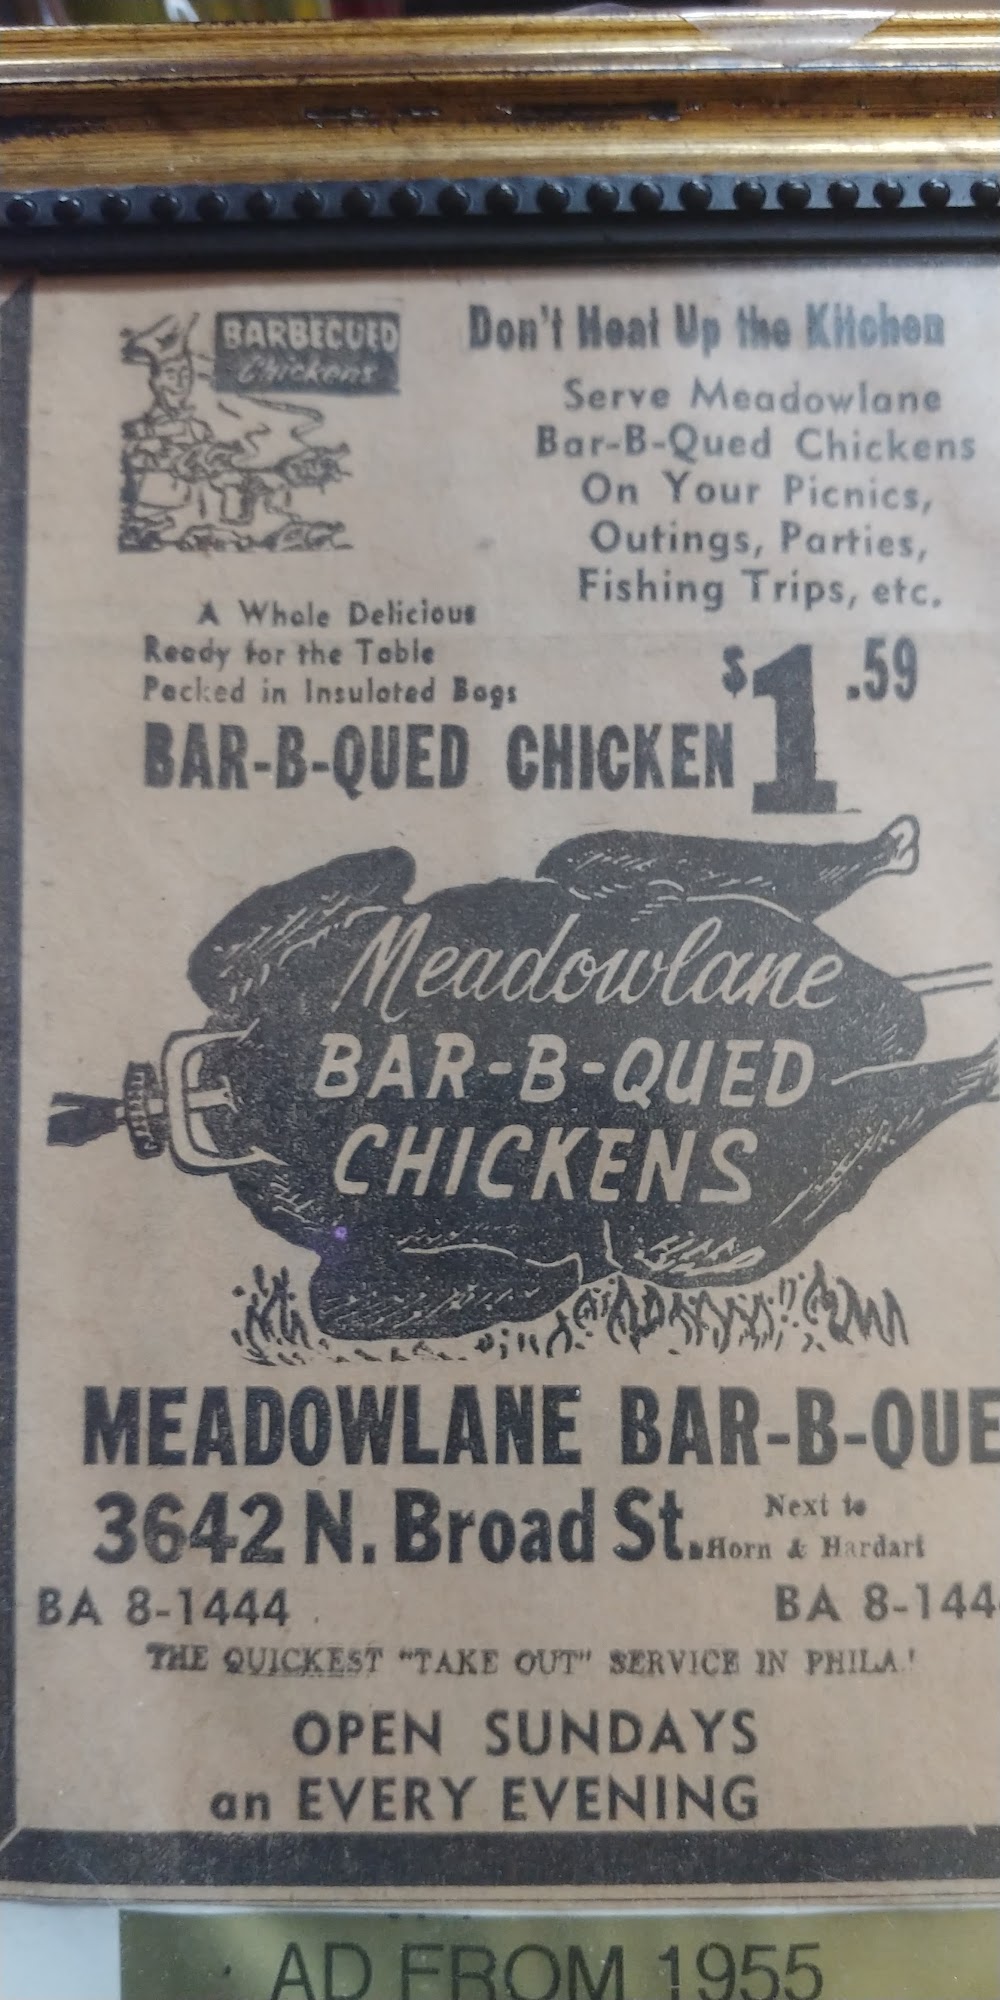 BARBECUED
Chickens
Don't Heat Up the Kitchen
Serve Meadowlane
Bar-B-Qued Chickens
On Your Picnics,
Outings, Parties,
Fishing Trips, etc.
A Whole Delicious
Ready for the Table
Packed in Insulated Bags
BAR-B-QUED CHICKEN $1.59
Meadowlane
BAR-B-QUED
CHICKENS
MEADOWLANE BAR-B-QUE
3642 N. Broad St. Next to
Horn & Hardart
BA 8-1444 BA 8-144
THE QUICKEST "TAKE OUT" SERVICE IN PHILA!
OPEN SUNDAYS
an EVERY EVENING
AD FROM 1955